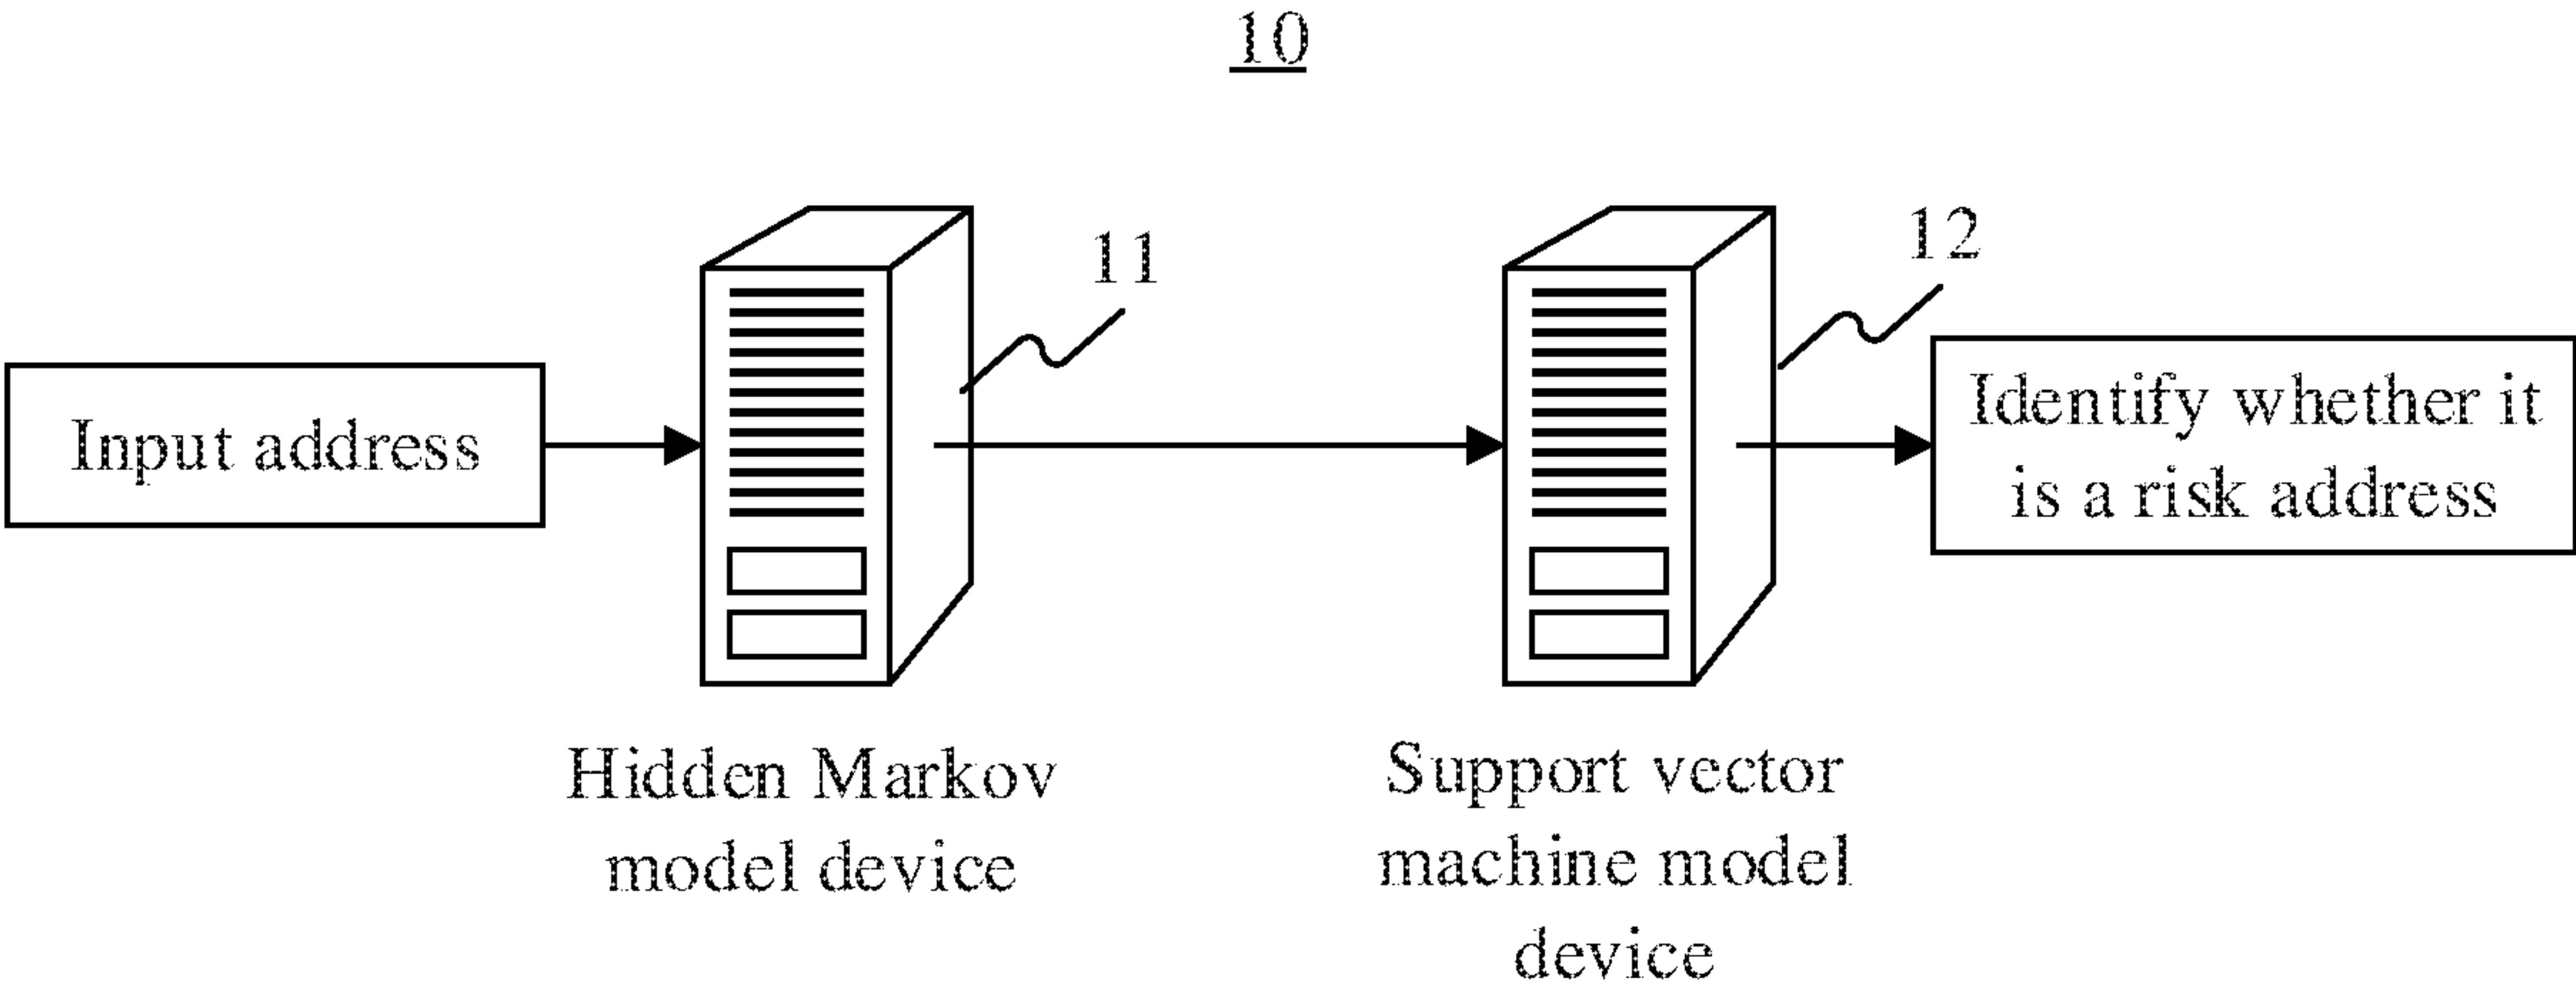 10
11
12
Input address
Identify whether it
is a risk address
Hidden Markov
model device
Support vector
machine model
device